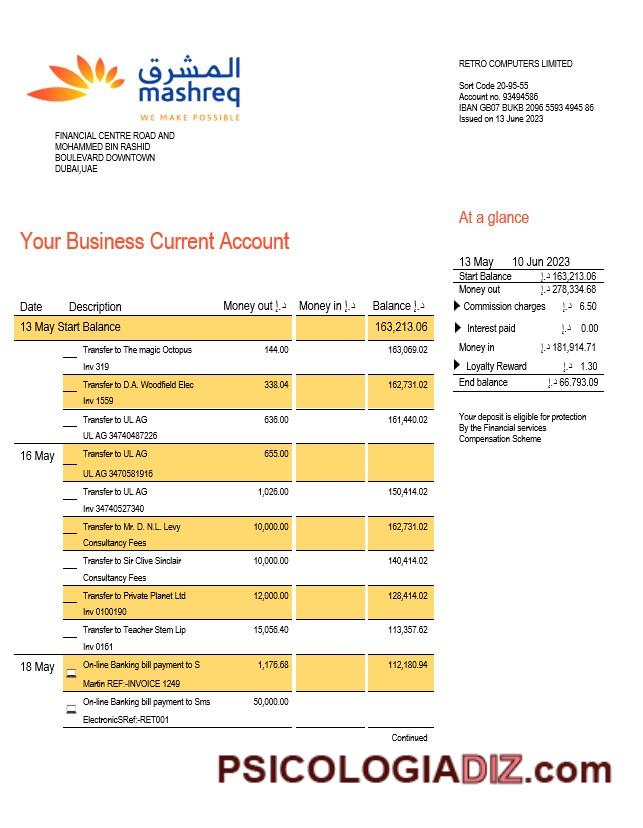 المشرق
mashreq
WE MAKE POSSIBLE
FINANCIAL CENTRE ROAD AND
MOHAMMED BIN RASHID
BOULEVARD DOWNTOWN
DUBAI,UAE
RETRO COMPUTERS LIMITED
Sort Code 20-95-55
Account no. 93494586
IBAN GB07 BUKB 2096 5593 4945 86
Issued on 13 June 2023
Your Business Current Account
At a glance
13 May 10 Jun 2023
Start Balance د.إ 163,213.06
Money out د.إ 278,334.68
Commission charges د.إ 6.50
Interest paid د.إ 0.00
Money in د.إ 181,914.71
Loyalty Reward د.إ 1.30
End balance د.إ 66.793.09
Your deposit is eligible for protection
By the Financial services
Compensation Scheme
Date Description Money out د.إ Money in د.إ Balance د.إ
13 May Start Balance 163,213.06
Transfer to The magic Octopus 144.00 163,069.02
Inv 319
Transfer to D.A. Woodfield Elec 338.04 162,731.02
Inv 1559
Transfer to UL AG 636.00 161,440.02
UL AG 34740487226
16 May Transfer to UL AG 655.00
UL AG 3470581916
Transfer to UL AG 1,026.00 150,414.02
Inv 34740527340
Transfer to Mr. D. N.L. Levy 10,000.00 162,731.02
Consultancy Fees
Transfer to Sir Clive Sinclair 10,000.00 140,414.02
Consultancy Fees
Transfer to Private Planet Ltd 12,000.00 128,414.02
Inv 0100190
Transfer to Teacher Stem Lip 15,056.40 113,357.62
Inv 0161
18 May On-line Banking bill payment to S 1,176.68 112,180.94
Martin REF:-INVOICE 1249
On-line Banking bill payment to Sms 50,000.00
ElectronicSRef:-RET001
Continued
PSICOLOGIADIZ.com